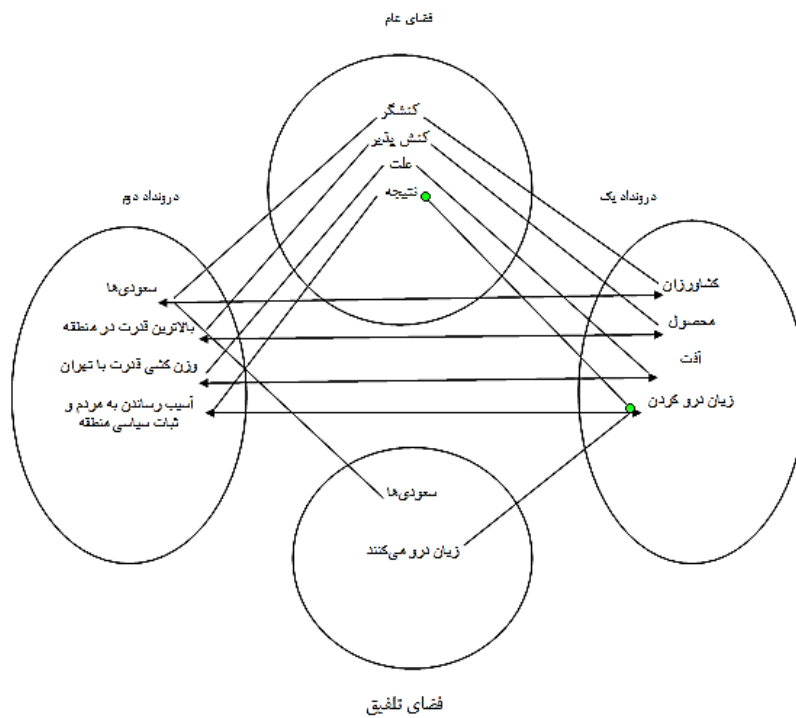 فضای عام
کنشگر
کنش پذیر
علت
نتیجه
درونداد یک
درونداد دوم
کشاورزان
محصول
آفت
زیان درو کردن
سعودی‌ها
بالاترین قدرت در منطقه
وزن کشی قدرت با تهران
آسیب رساندن به مردم و
ثبات سیاسی منطقه
سعودی‌ها
زیان درو می‌کنند
فضای تلفیق